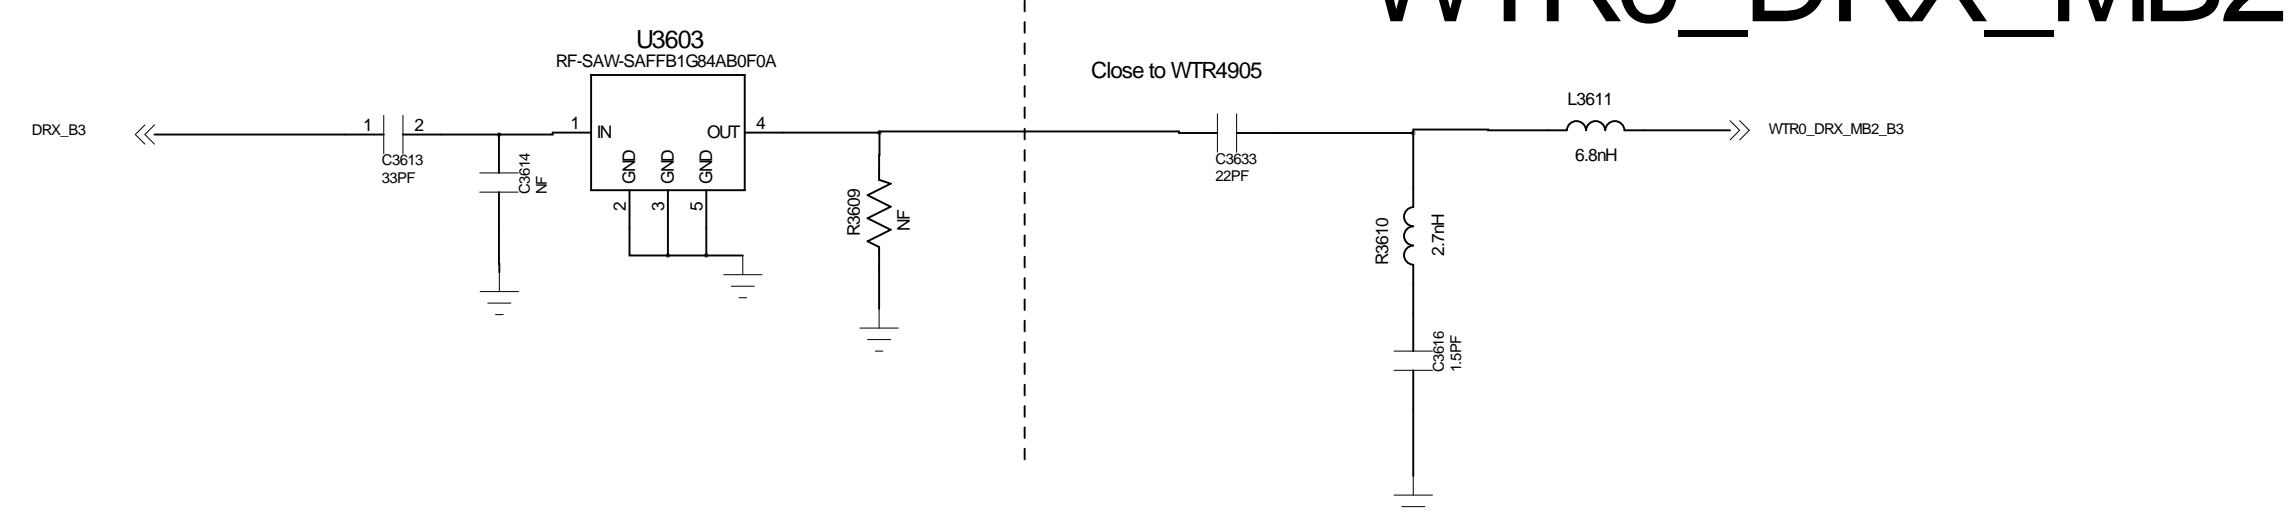 WTR0_DRX_MB2
U3603
RF-SAW-SAFFB1G84AB0F0A
Close to WTR4905
L3611
DRX_B3
1
2
1
IN
OUT
4
WTR0_DRX_MB2_B3
C3613
33PF
C3614
NF
GND
GND
GND
C3633
22PF
6.8nH
2
3
5
R3609
NF
R3610
2.7nH
C3616
1.5PF